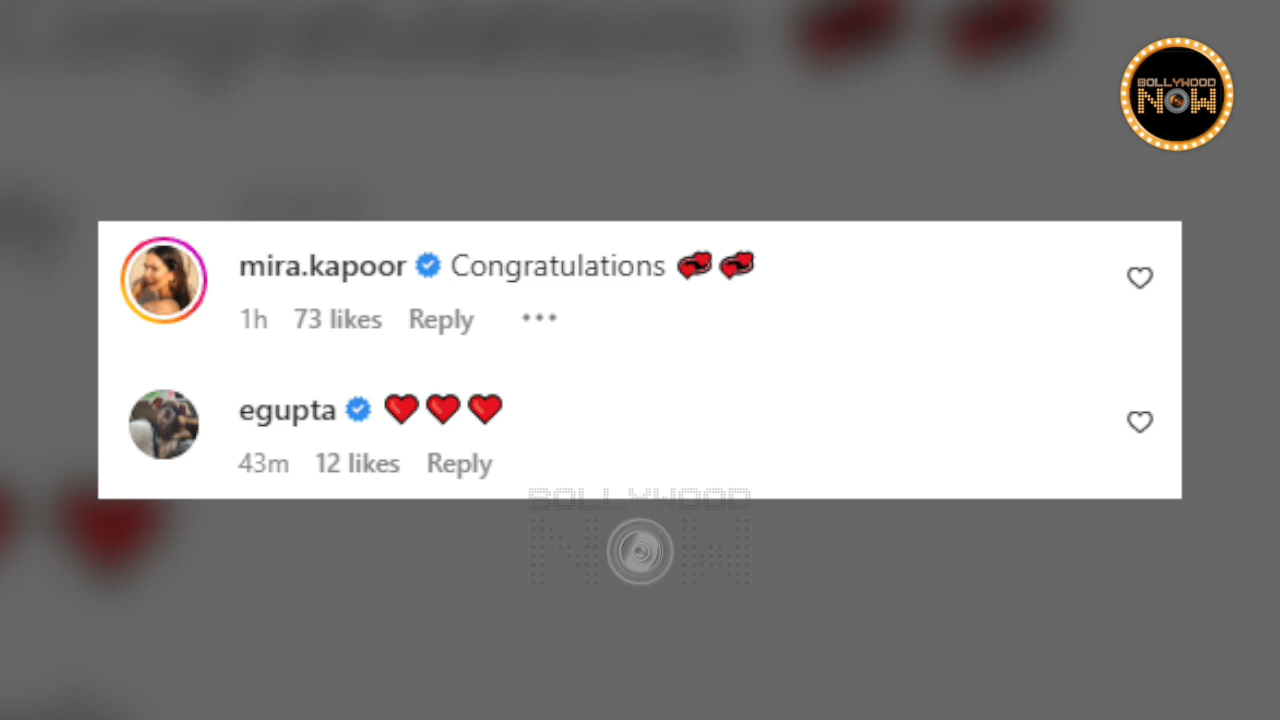 BOLLYWOOD
NOW
mira.kapoor Congratulations 💞💞
1h 73 likes Reply •••
egupta ❤️❤️❤️
43m 12 likes Reply
BOLLYWOOD
NOW